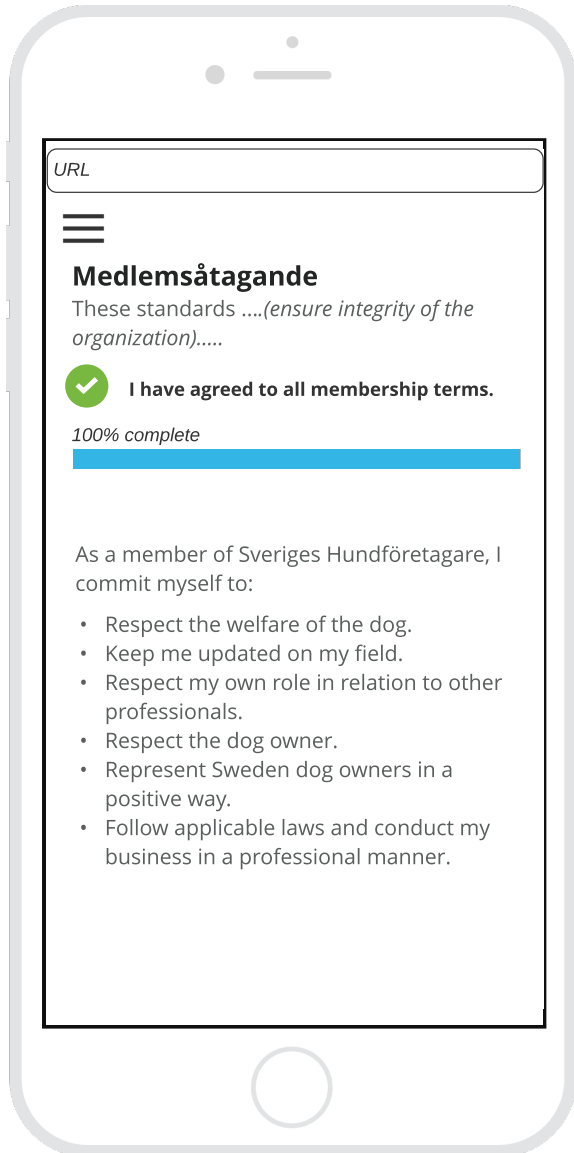 URL
Medlemsåtagande
These standards ....(ensure integrity of the
organization).....
I have agreed to all membership terms.
100% complete
As a member of Sveriges Hundföretagare, I
commit myself to:
• Respect the welfare of the dog.
• Keep me updated on my field.
• Respect my own role in relation to other
professionals.
• Respect the dog owner.
• Represent Sweden dog owners in a
positive way.
• Follow applicable laws and conduct my
business in a professional manner.